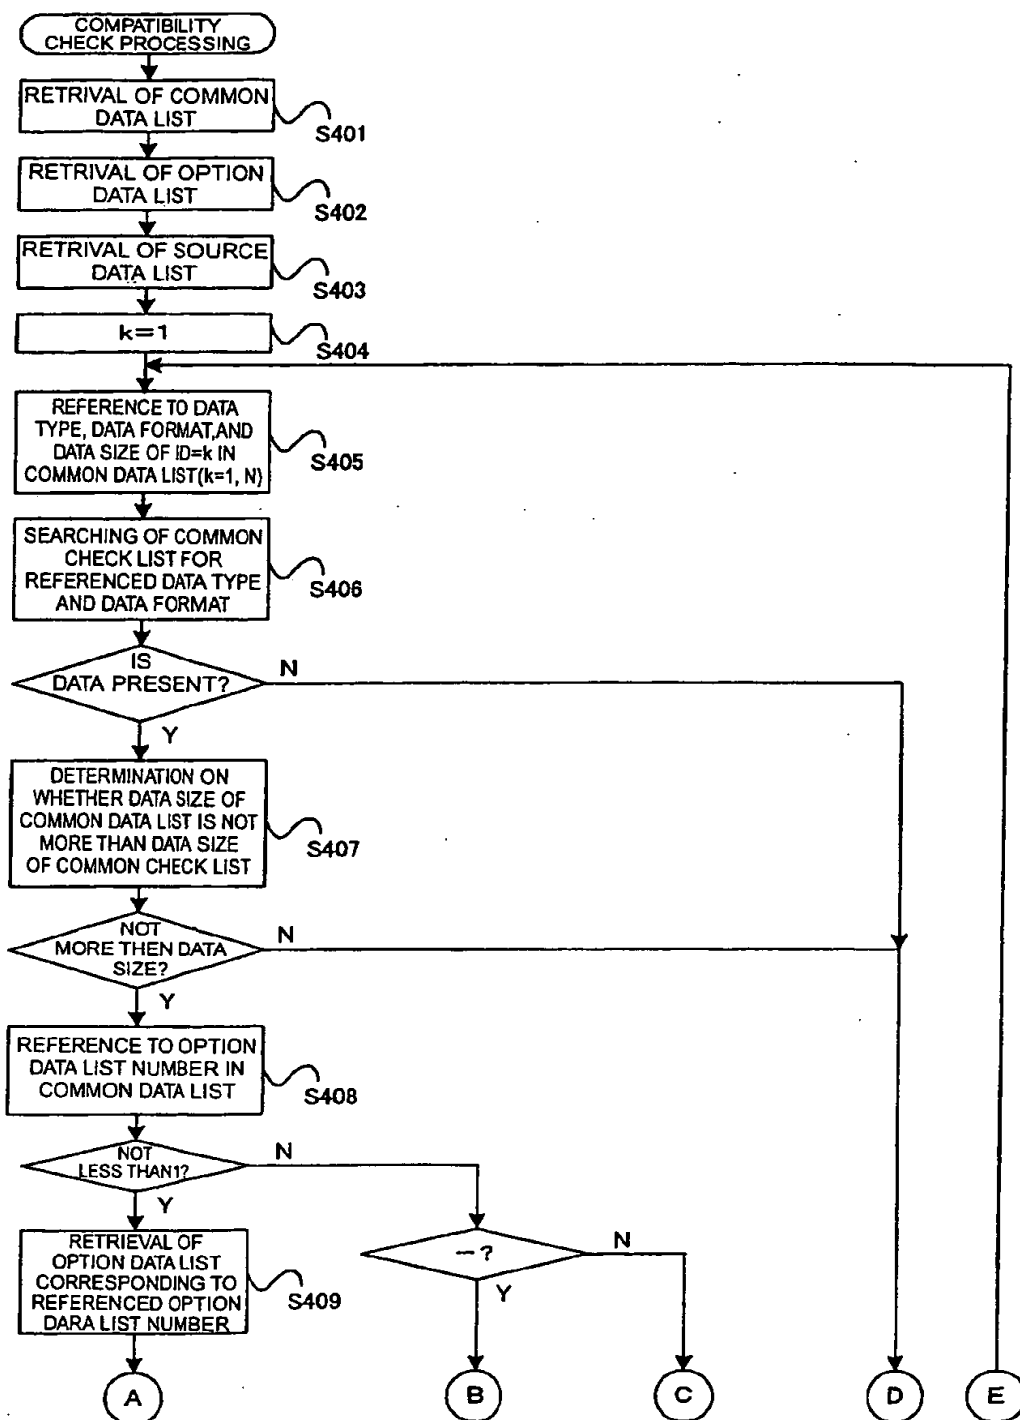 COMPATIBILITY
CHECK PROCESSING
RETRIVAL OF COMMON
DATA LIST
S401
RETRIVAL OF OPTION
DATA LIST
S402
RETRIVAL OF SOURCE
DATA LIST
S403
k=1
S404
REFERENCE TO DATA
TYPE, DATA FORMAT,AND
DATA SIZE OF ID=k IN
COMMON DATA LIST(k=1, N)
S405
SEARCHING OF COMMON
CHECK LIST FOR
REFERENCED DATA TYPE
AND DATA FORMAT
S406
IS
DATA PRESENT?
N
Y
DETERMINATION ON
WHETHER DATA SIZE OF
COMMON DATA LIST IS NOT
MORE THAN DATA SIZE
OF COMMON CHECK LIST
S407
NOT
MORE THEN DATA
SIZE?
N
Y
REFERENCE TO OPTION
DATA LIST NUMBER IN
COMMON DATA LIST
S408
NOT
LESS THAN1?
N
Y
RETRIEVAL OF
OPTION DATA LIST
CORRESPONDING TO
REFERENCED OPTION
DARA LIST NUMBER
S409
—?
N
Y
A
B
C
D
E